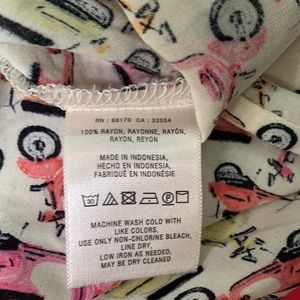 RN : 66170 CA : 32054
100% RAYON, RAYONNE, RAYÓN,
RAYON, REYON
MADE IN INDONESIA,
HECHO EN INDONESIA,
FABRIQUÉ EN INDONÉSIE
30
MACHINE WASH COLD WITH
LIKE COLORS,
USE ONLY NON-CHLORINE BLEACH,
LINE DRY,
LOW IRON AS NEEDED,
MAY BE DRY CLEANED